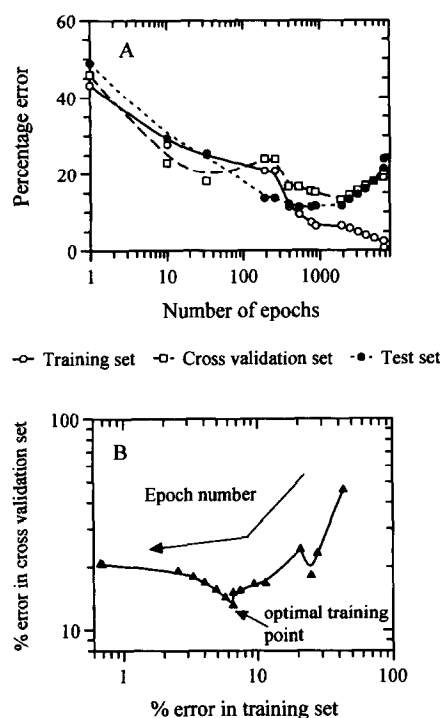 A
60
40
20
0
Percentage error
1
10
100
1000
Number of epochs
Training set
Cross validation set
Test set
B
100
10
% error in cross validation set
Epoch number
optimal training
point
1
10
100
% error in training set